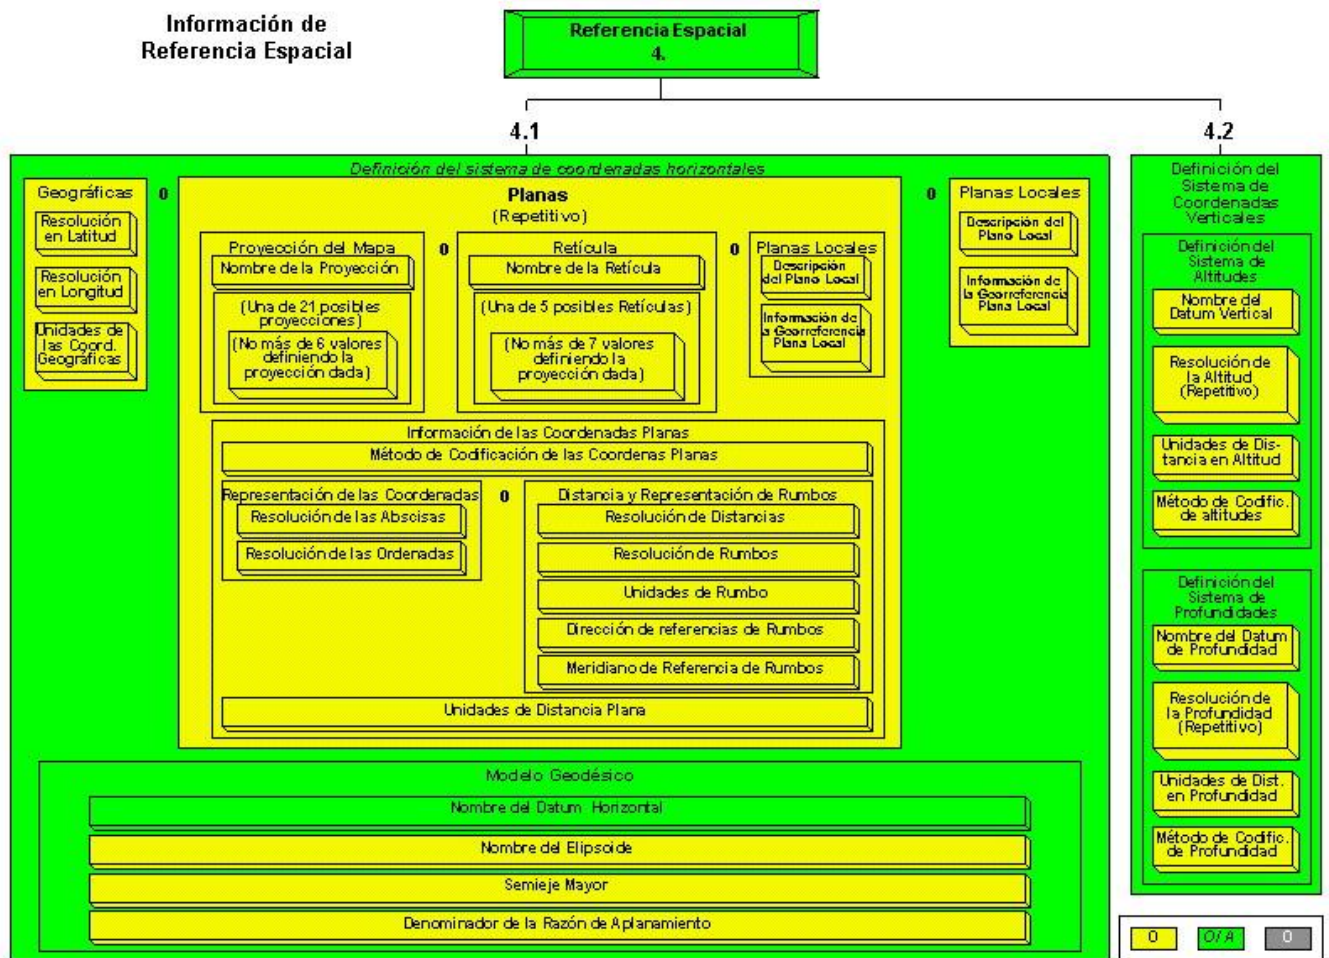 Información de
Referencia Espacial
Referencia Espacial
4.
4.1
4.2
Definición del sistema de coordenadas horizontales
Geográficas
Resolución
en Latitud
Resolución
en Longitud
Unidades de
las Coord.
Geográficas
0
Planas
(Repetitivo)
Proyección del Mapa
Nombre de la Proyección
(Una de 21 posibles
proyecciones)
(No más de 6 valores
definiendo la
proyección dada)
0
Retícula
Nombre de la Retícula
(Una de 5 posibles Retículas)
(No más de 7 valores
definiendo la
proyección dada)
0
Planas Locales
Descripción
del Plano Local
Información de
la Georreferencia
Plana Local
Información de las Coordenadas Planas
Método de Codificación de las Coordenas Planas
Representación de las Coordenadas
Resolución de las Abscisas
Resolución de las Ordenadas
0
Distancia y Representación de Rumbos
Resolución de Distancias
Resolución de Rumbos
Unidades de Rumbo
Dirección de referencias de Rumbos
Meridiano de Referencia de Rumbos
Unidades de Distancia Plana
0
Planas Locales
Descripción del
Plano Local
Información de
la Georreferencia
Plana Local
Modelo Geodésico
Nombre del Datum Horizontal
Nombre del Elipsoide
Semieje Mayor
Denominador de la Razón de Aplanamiento
Definición del
Sistema de
Coordenadas
Verticales
Definición del
Sistema de
Altitudes
Nombre del
Datum Vertical
Resolución de
la Altitud
(Repetitivo)
Unidades de Dis-
tancia en Altitud
Método de Codific.
de altitudes
Definición del
Sistema de
Profundidades
Nombre del Datum
de Profundidad
Resolución de
la Profundidad
(Repetitivo)
Unidades de Dist.
en Profundidad
Método de Codific.
de Profundidad
0
O/A
0